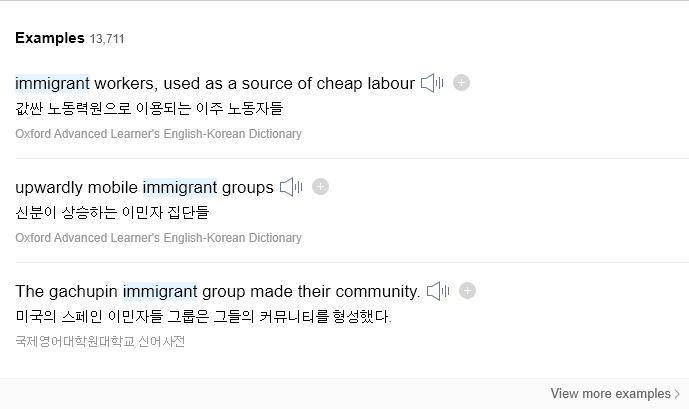 Examples 13,711
immigrant workers, used as a source of cheap labour
값싼 노동력원으로 이용되는 이주 노동자들
Oxford Advanced Learner's English-Korean Dictionary
upwardly mobile immigrant groups
신분이 상승하는 이민자 집단들
Oxford Advanced Learner's English-Korean Dictionary
The gachupin immigrant group made their community.
미국의 스페인 이민자들 그룹은 그들의 커뮤니티를 형성했다.
국제영어대학원대학교 신어사전
View more examples